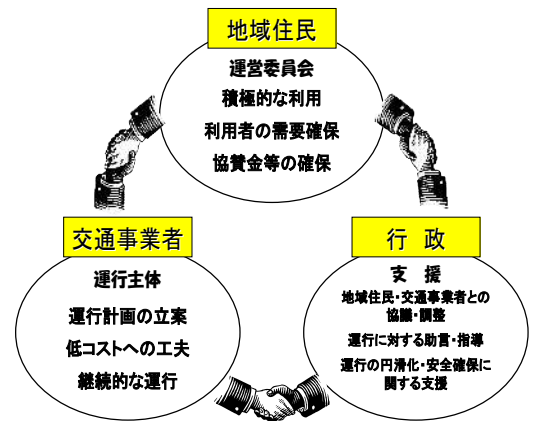 地域住民
運営委員会
積極的な利用
利用者の需要確保
協賛金等の確保
交通事業者
運行主体
運行計画の立案
低コストへの工夫
継続的な運行
行 政
支 援
地域住民・交通事業者との
協議・調整
運行に対する助言・指導
運行の円滑化・安全確保に
関する支援